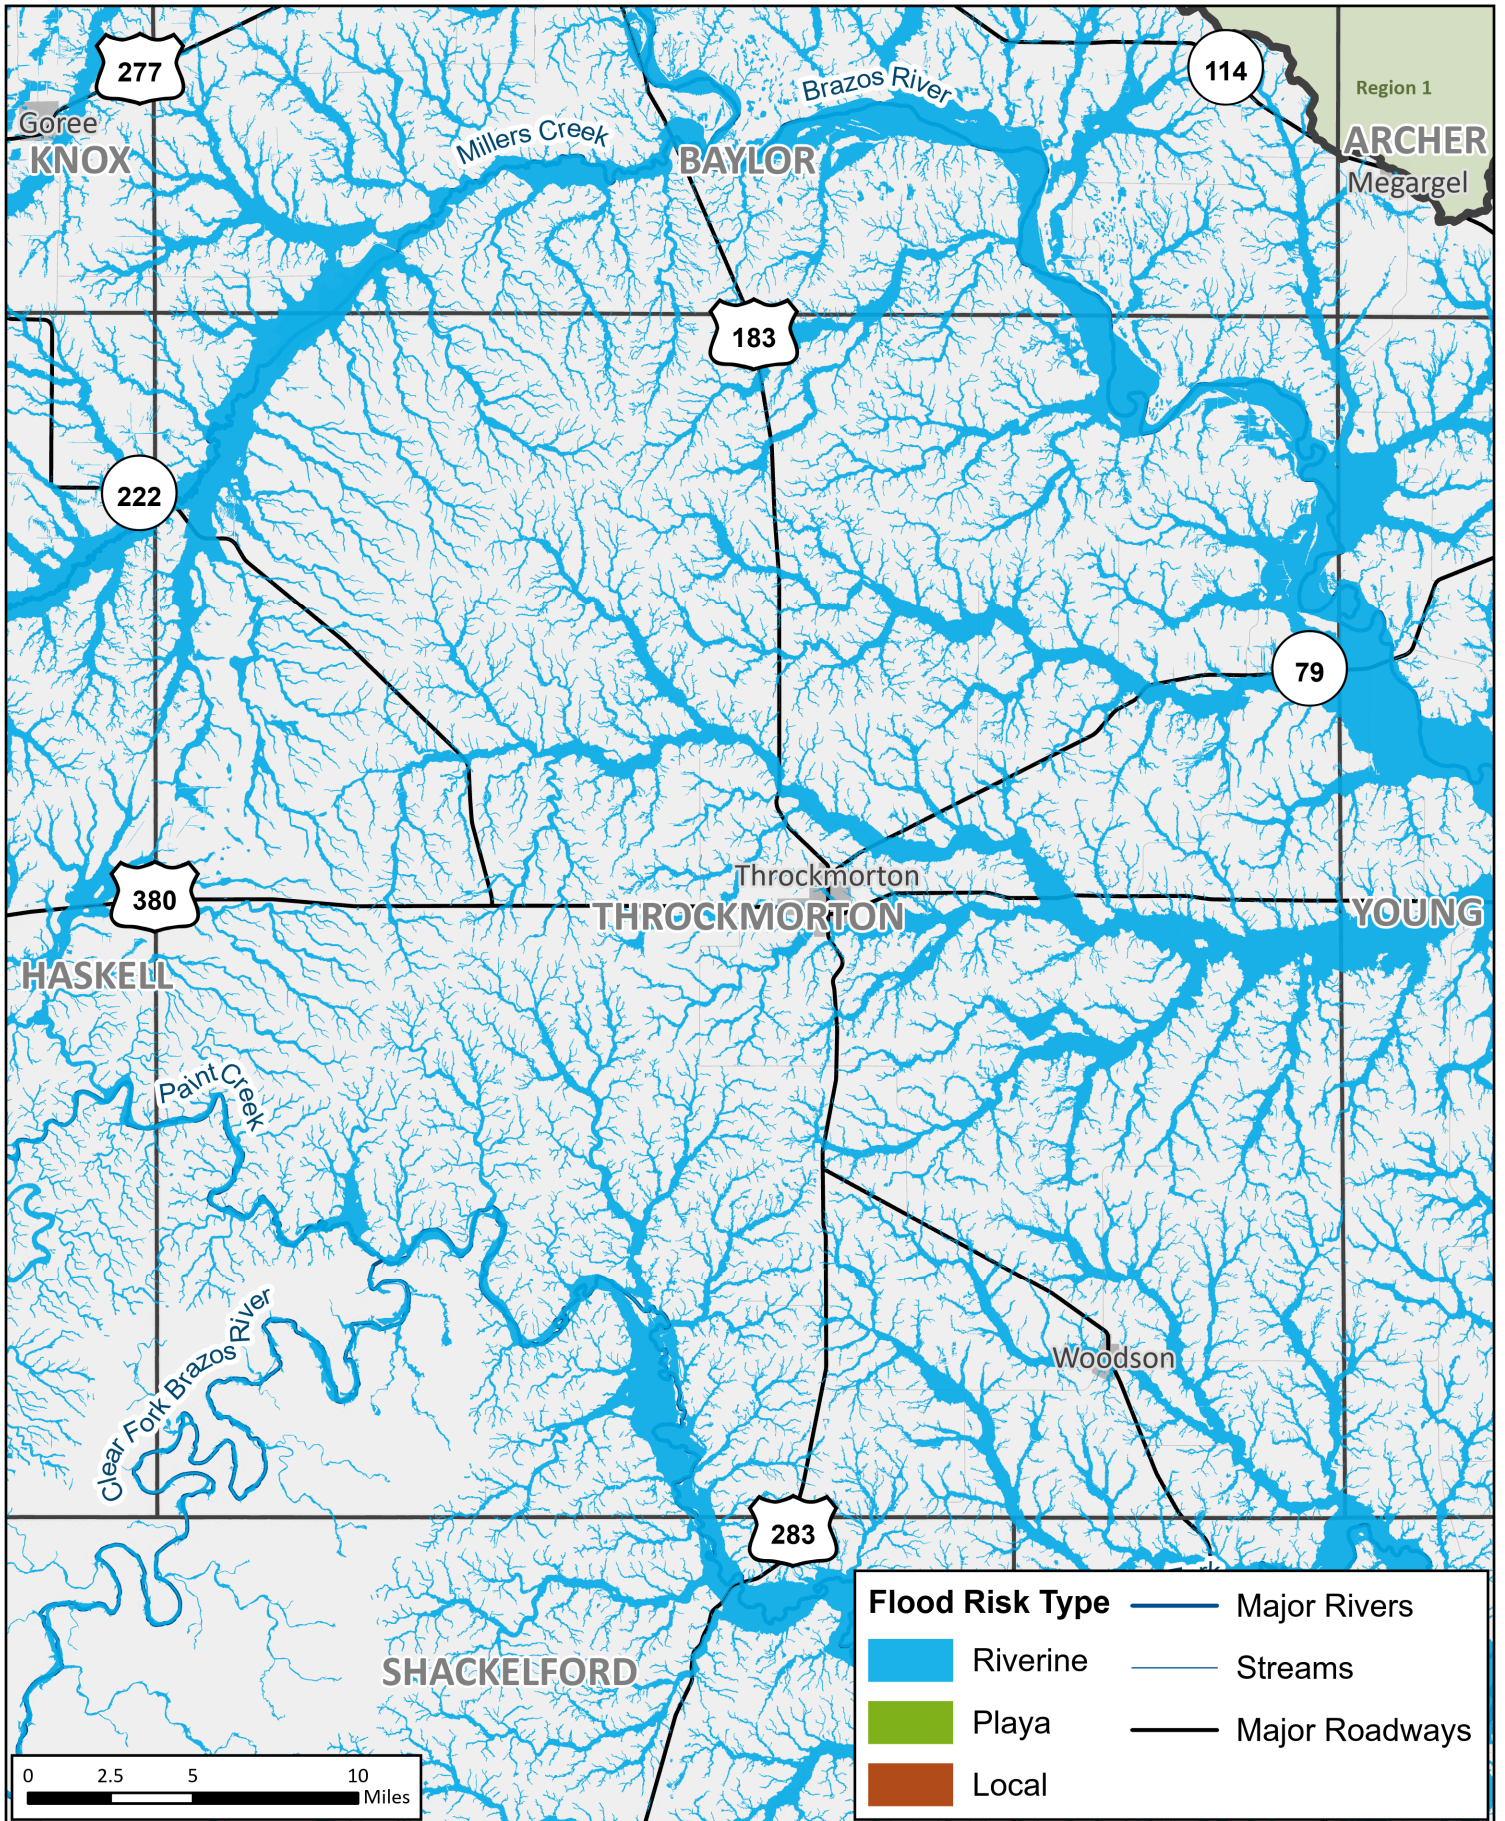 277
114
Region 1
Brazos River
Goree
KNOX
Millers Creek
BAYLOR
ARCHER
Megargel
183
222
79
Throckmorton
THROCKMORTON
380
YOUNG
HASKELL
Paint Creek
Clear Fork Brazos River
Woodson
283
Fork
SHACKELFORD
Flood Risk Type
Riverine
Playa
Local
Major Rivers
Streams
Major Roadways
0 2.5 5 10
Miles